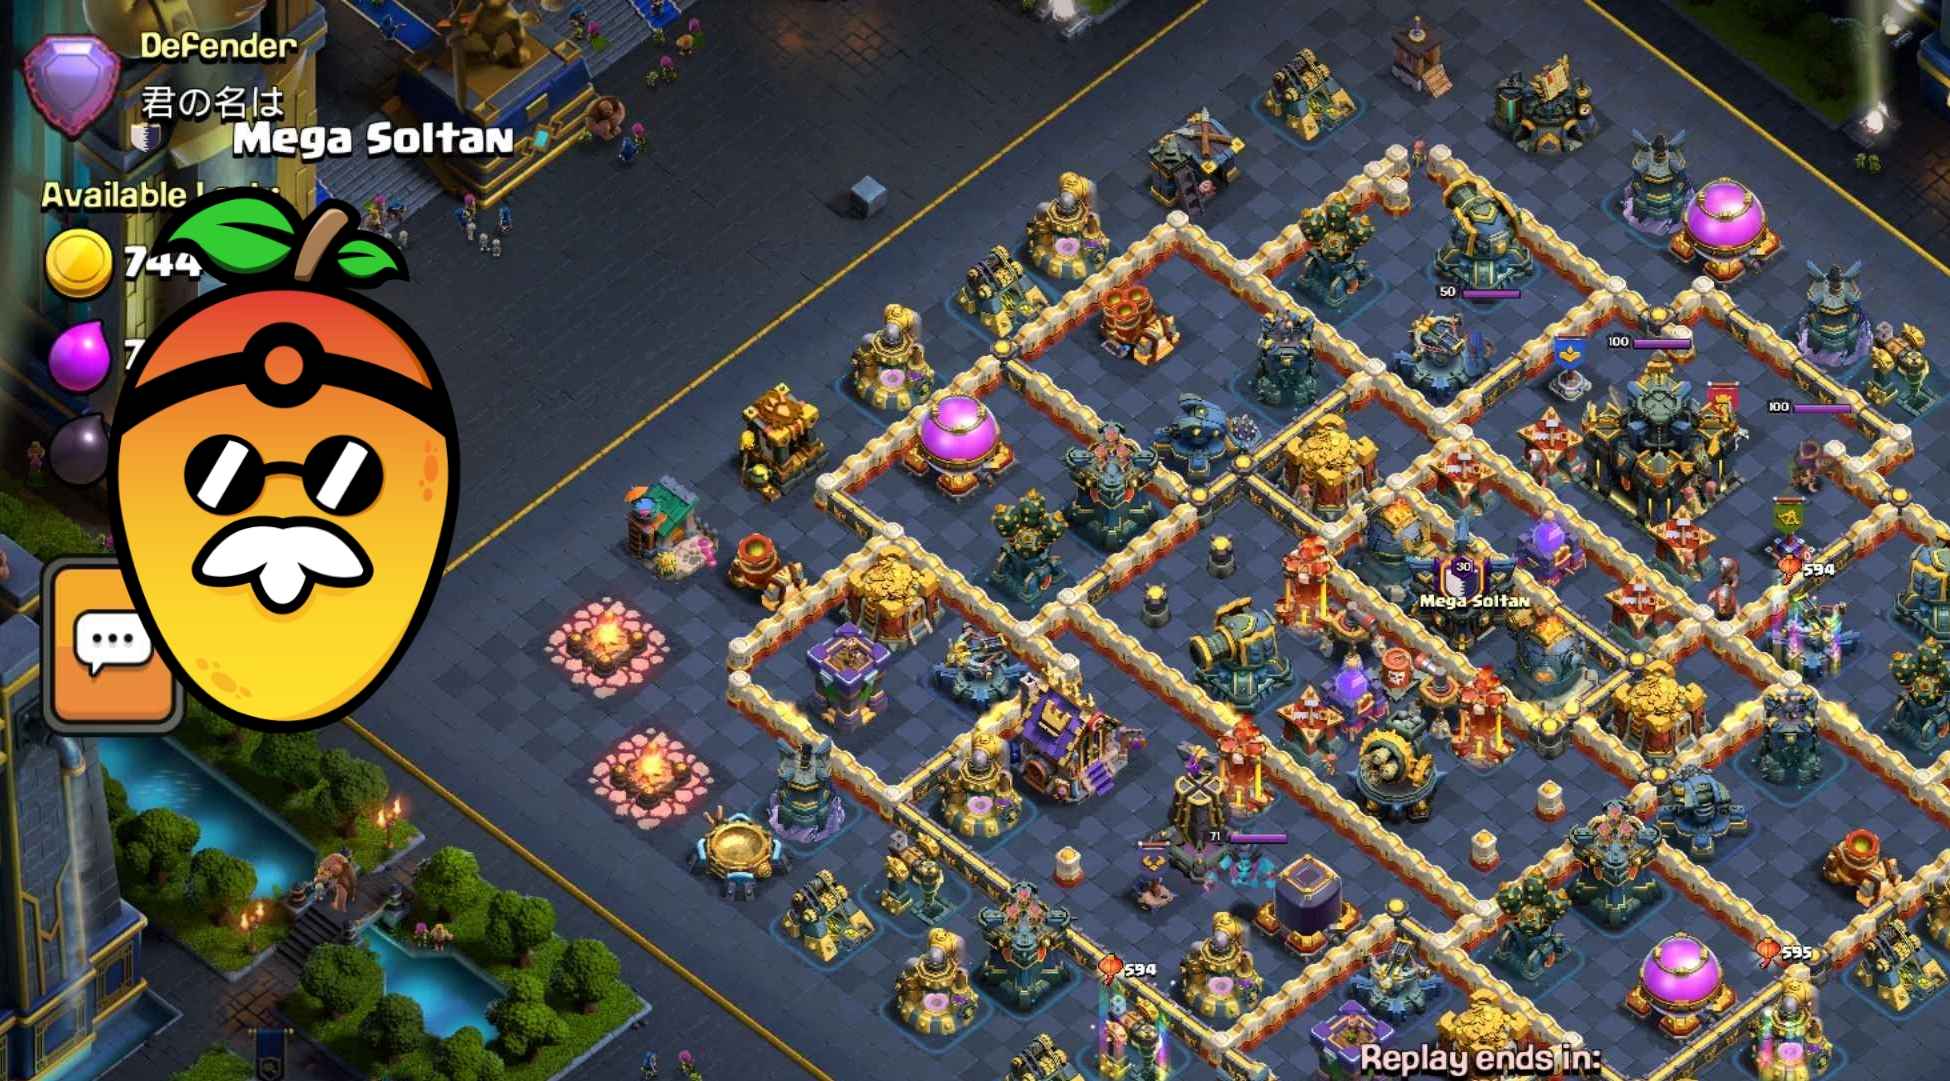 Defender
君の名は
Mega Soltan
Available
744
50
100
100
30
Mega Soltan
594
71
594
595
Replay ends in: